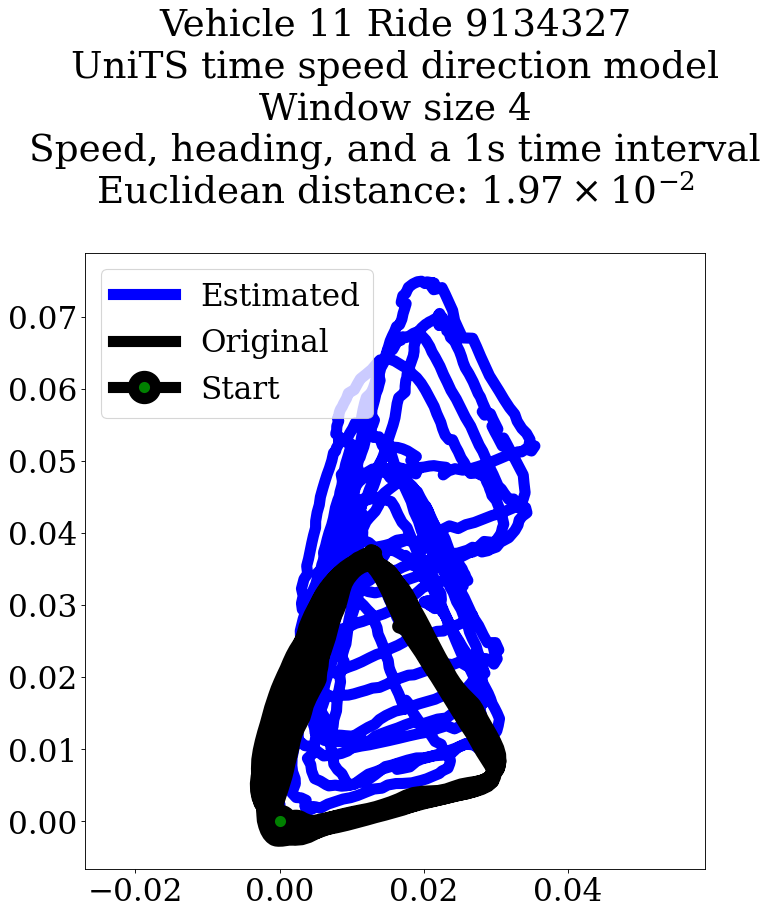 Vehicle 11 Ride 9134327
UniTS time speed direction model
Window size 4
Speed, heading, and a 1s time interval
Euclidean distance: 1.97 × 10⁻²
Estimated
Original
Start
0.07
0.06
0.05
0.04
0.03
0.02
0.01
0.00
−0.02 0.00 0.02 0.04